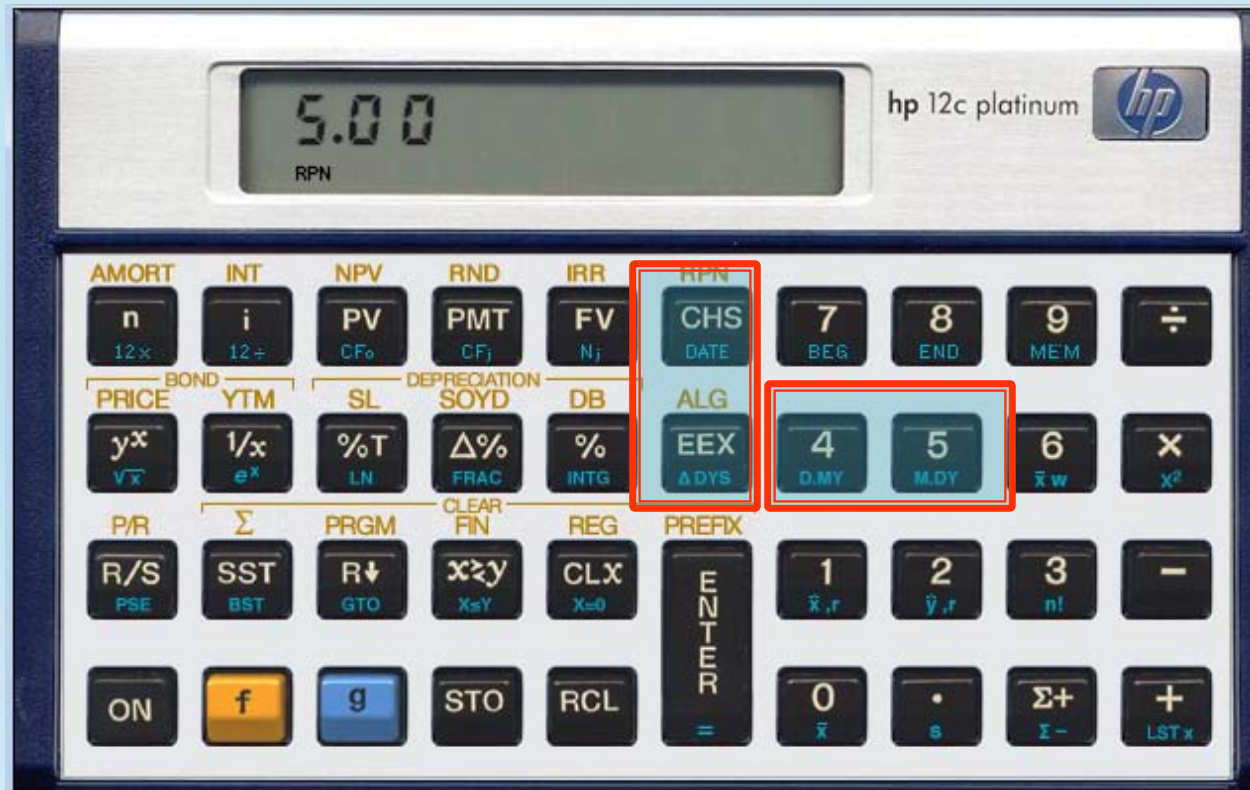 5.00
RPN
hp 12c platinum
hp
AMORT INT NPV RND IRR RPN
n i PV PMT FV CHS 7 8 9 ÷
12× 12÷ CFo CFj Nj DATE BEG END MEM
BOND DEPRECIATION
PRICE YTM SL SOYD DB ALG
yˣ 1/x %T Δ% % EEX 4 5 6 ×
√x eˣ LN FRAC INTG ΔDYS D.MY M.DY x̄w x²
CLEAR
P/R Σ PRGM FIN REG PREFIX
R/S SST R↓ x≷y CLx ENTER 1 2 3 −
PSE BST GTO X≤Y X=0 x̂,r ŷ,r n!
ON f g STO RCL 0 · Σ+ +
= x̄ s Σ− LSTx